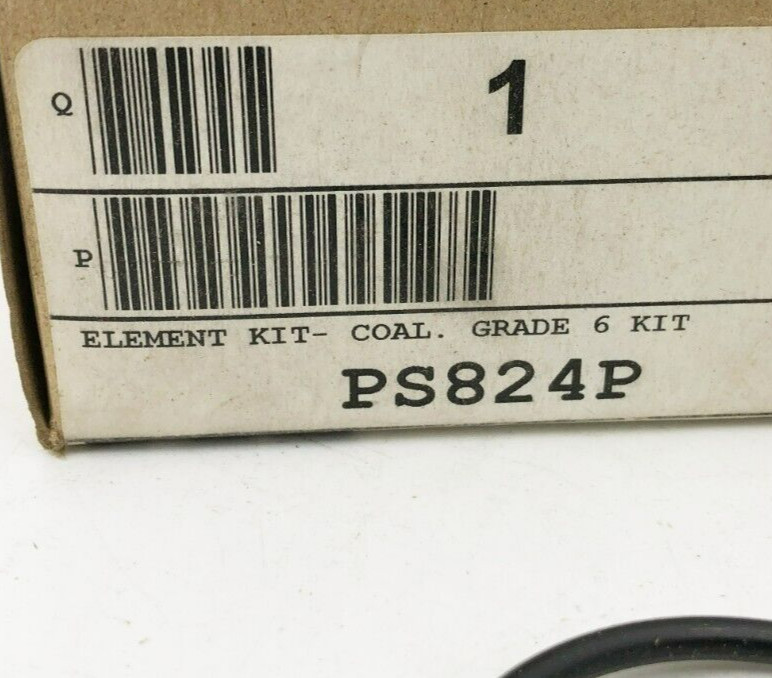 Q 1
P
ELEMENT KIT- COAL. GRADE 6 KIT
PS824P